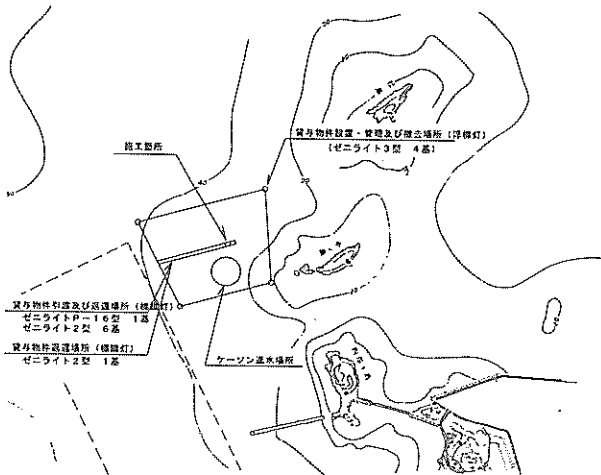 施工箇所
貸与物件設置・管理及び撤去場所（浮標灯）
（ゼニライト3型 4基）
貸与物件引渡及び返還場所（標識灯）
ゼニライトP－16型 1基
ゼニライト2型 6基
貸与物件返還場所（標識灯）
ゼニライト2型 1基
ケーソン進水場所
20
40
20